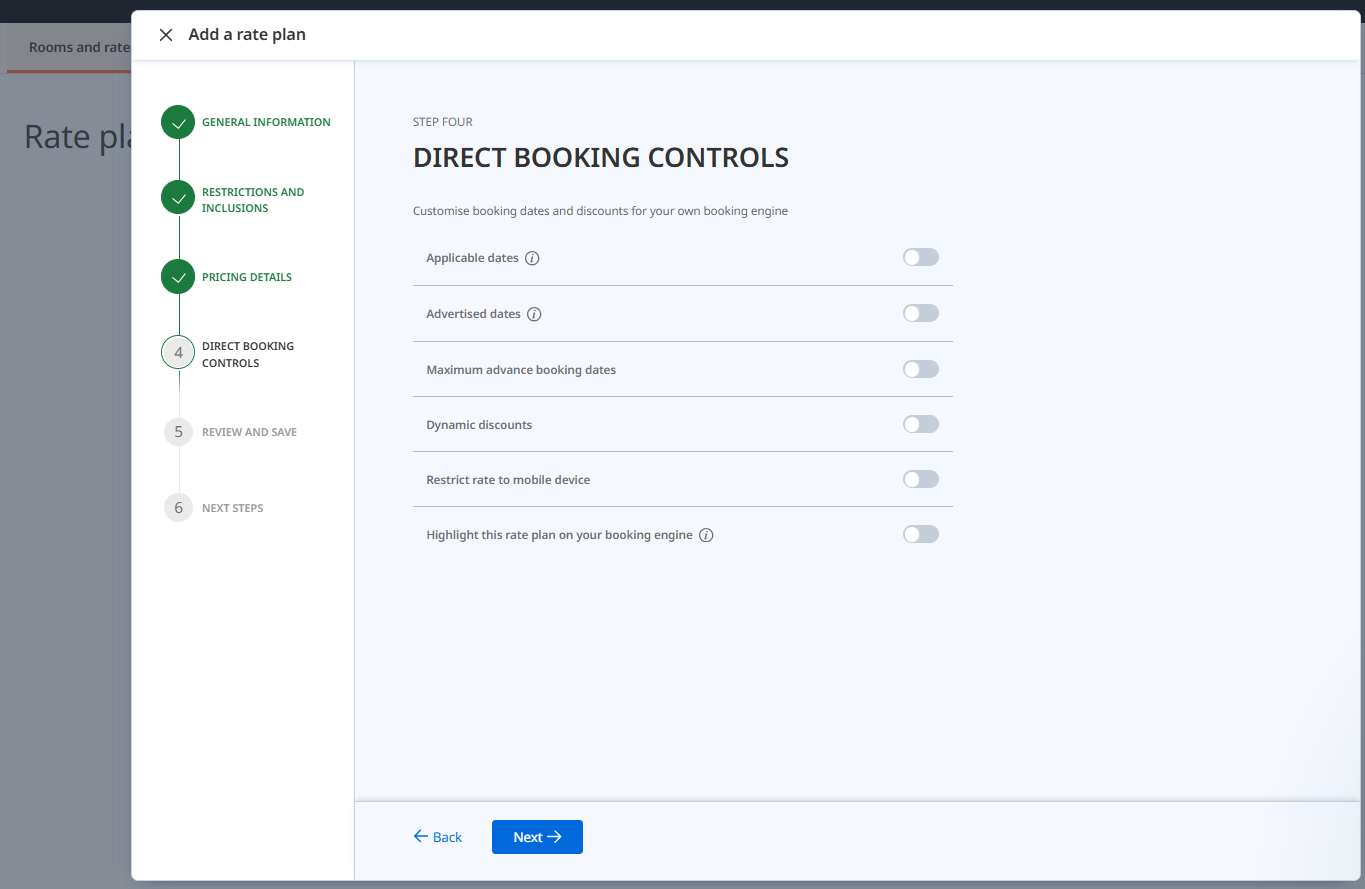 Add a rate plan
Rooms and rate
Rate pla
GENERAL INFORMATION
RESTRICTIONS AND
INCLUSIONS
PRICING DETAILS
4
DIRECT BOOKING
CONTROLS
5
REVIEW AND SAVE
6
NEXT STEPS
STEP FOUR
DIRECT BOOKING CONTROLS
Customise booking dates and discounts for your own booking engine
Applicable dates i
Advertised dates i
Maximum advance booking dates
Dynamic discounts
Restrict rate to mobile device
Highlight this rate plan on your booking engine i
Back
Next